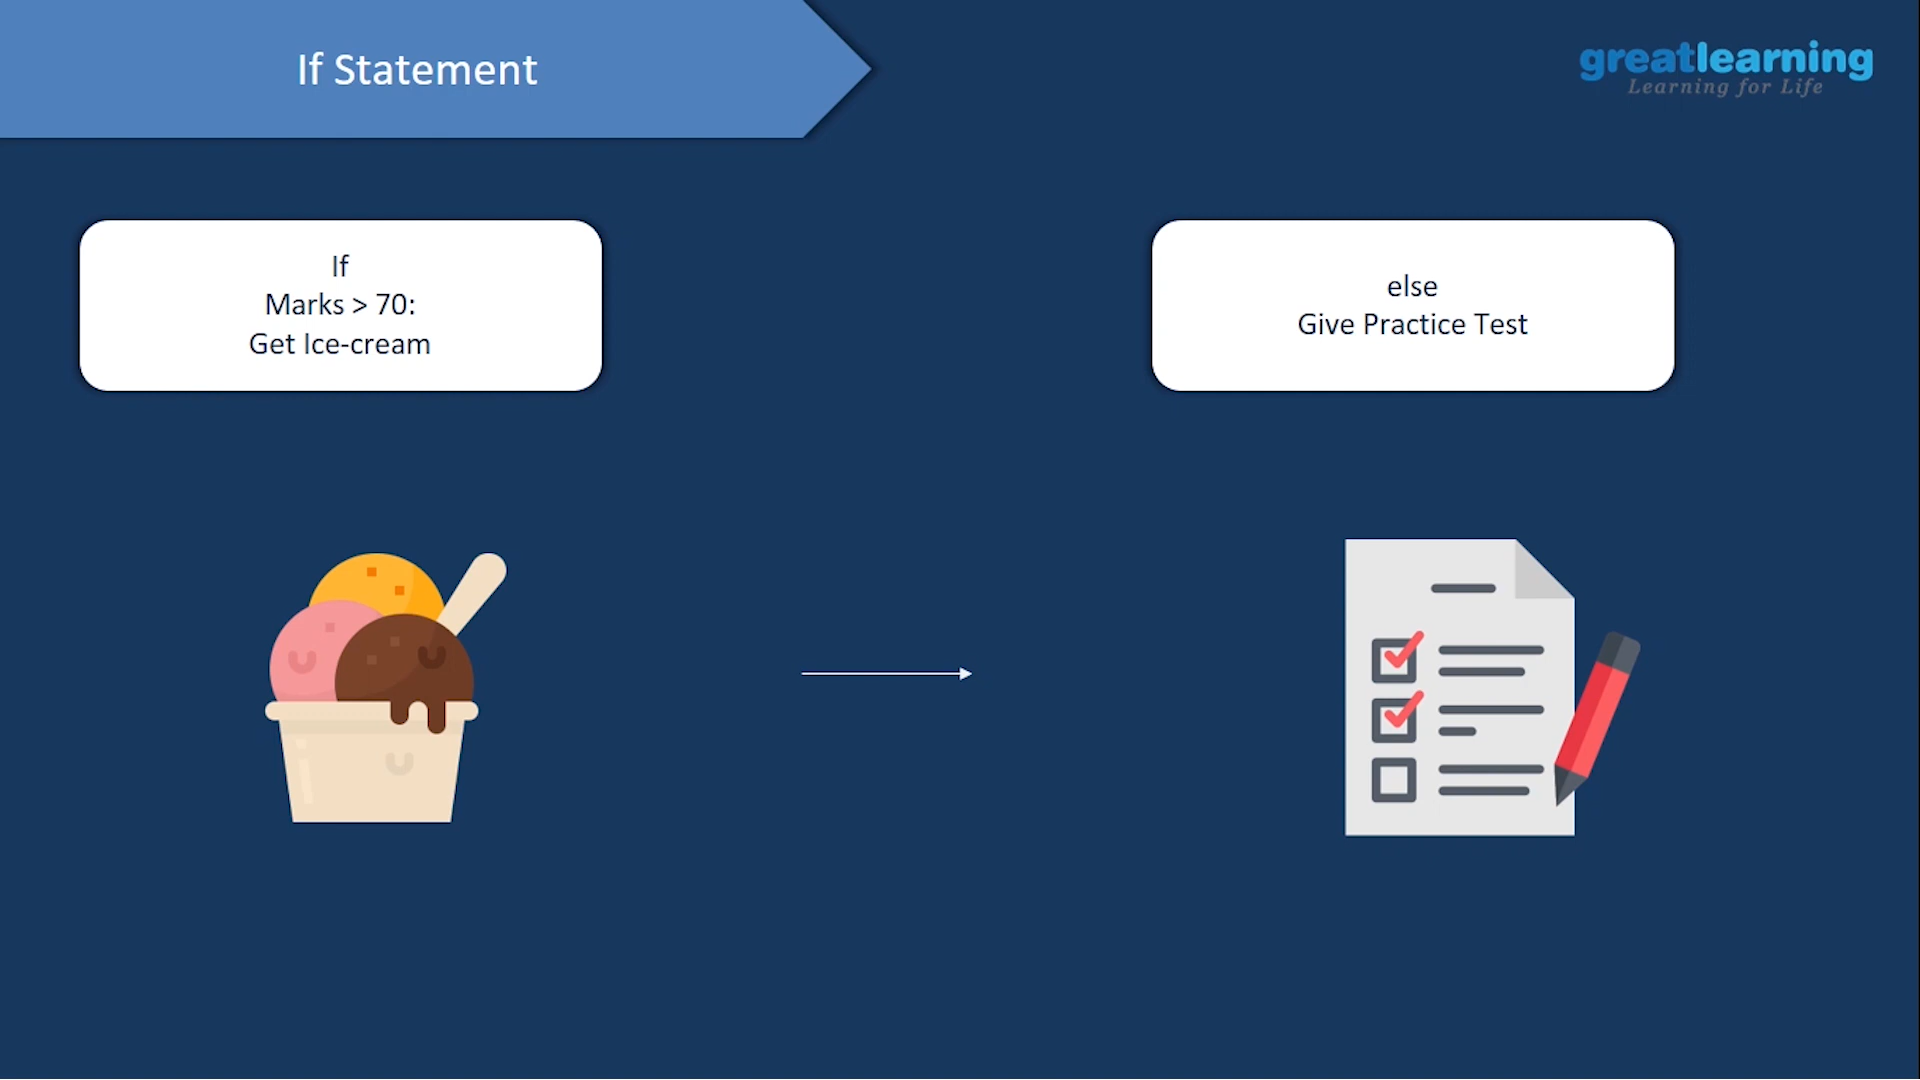 If Statement
greatlearning
Learning for Life
If
Marks > 70:
Get Ice-cream
else
Give Practice Test